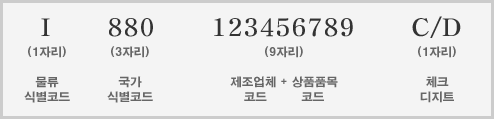 I 880 123456789 C/D
(1자리) (3자리) (9자리) (1자리)
물류 국가 제조업체 + 상품품목 체크
식별코드 식별코드 코드 코드 디지트